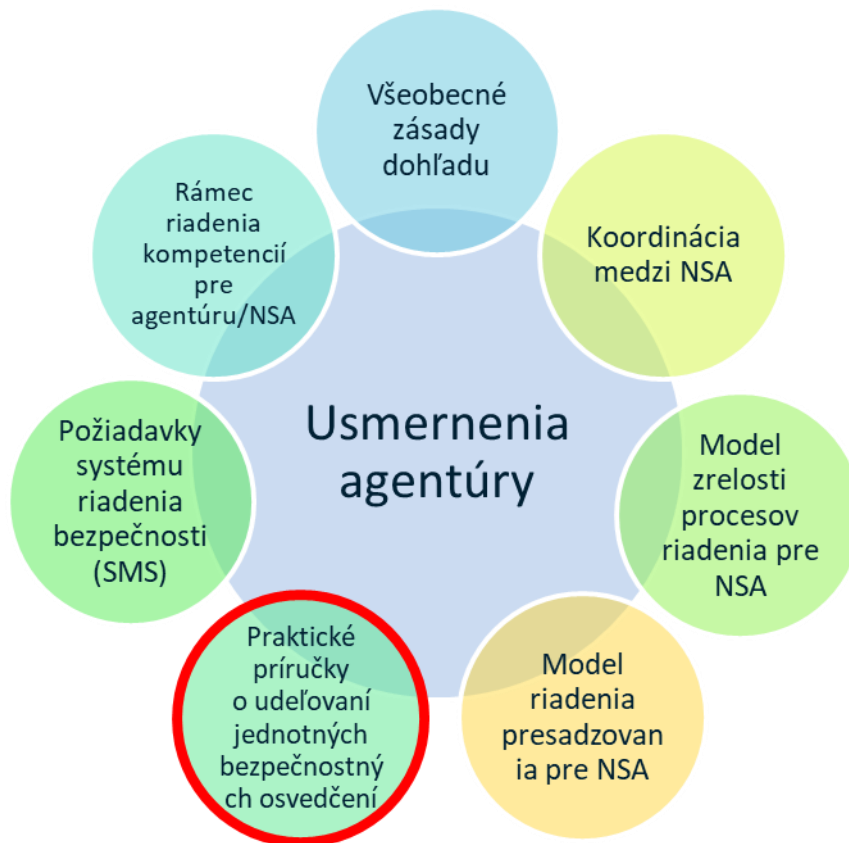 Všeobecné
zásady
dohľadu
Koordinácia
medzi NSA
Model
zrelosti
procesov
riadenia pre
NSA
Model
riadenia
presadzovan
ia pre NSA
Praktické
príručky
o udeľovaní
jednotných
bezpečnostný
ch osvedčení
Požiadavky
systému
riadenia
bezpečnosti
(SMS)
Rámec
riadenia
kompetencií
pre
agentúru/NSA
Usmernenia
agentúry